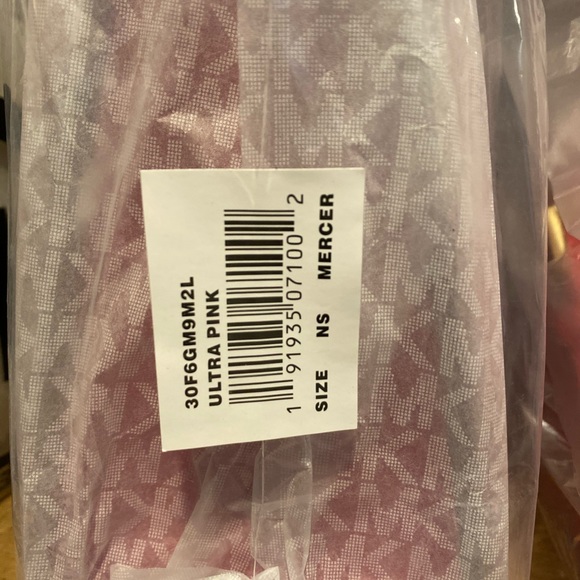 30F6GM9M2L
ULTRA PINK
1 91935 07100 2
SIZE NS MERCER